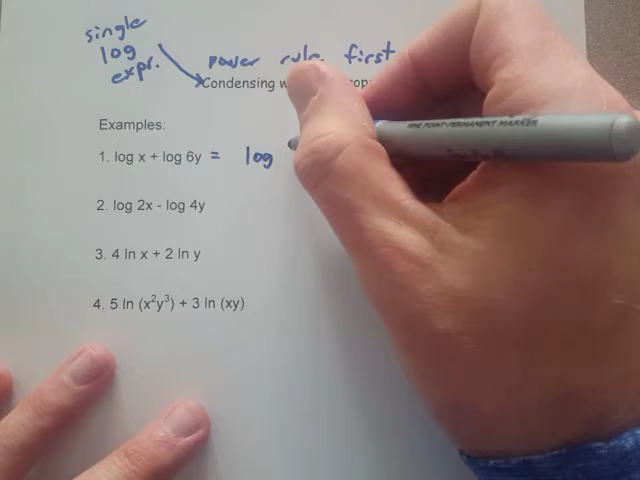 single
log
expr.
power rule first
Condensing
Examples:
1. log x + log 6y = log
2. log 2x - log 4y
3. 4 ln x + 2 ln y
4. 5 ln (x²y³) + 3 ln (xy)
FINE POINT•PERMANENT MARKER